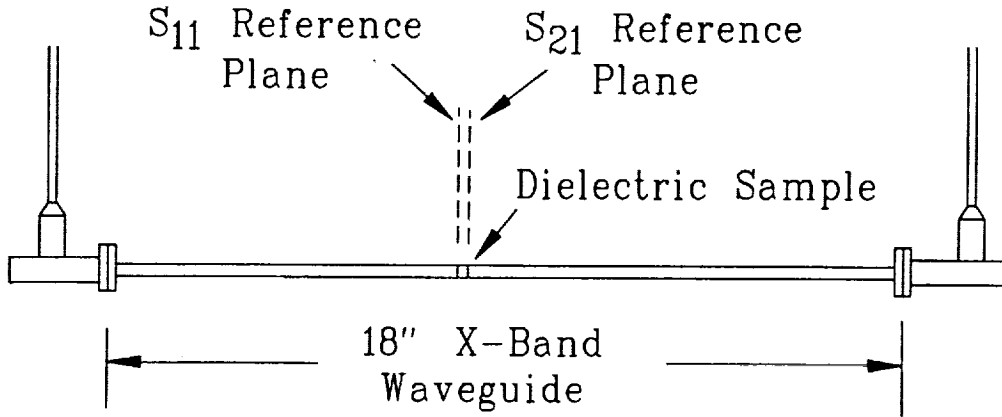 S11 Reference
Plane
S21 Reference
Plane
Dielectric Sample
18" X-Band
Waveguide